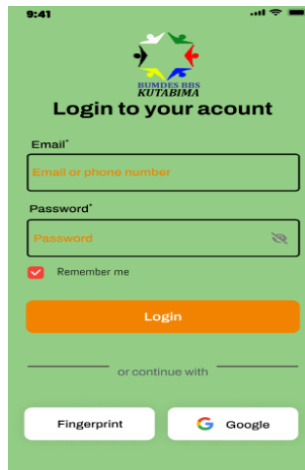 9:41
BUMDES BBS
KUTABIMA
Login to your acount
Email*
Email or phone number
Password*
Password
Remember me
Login
or continue with
Fingerprint
Google